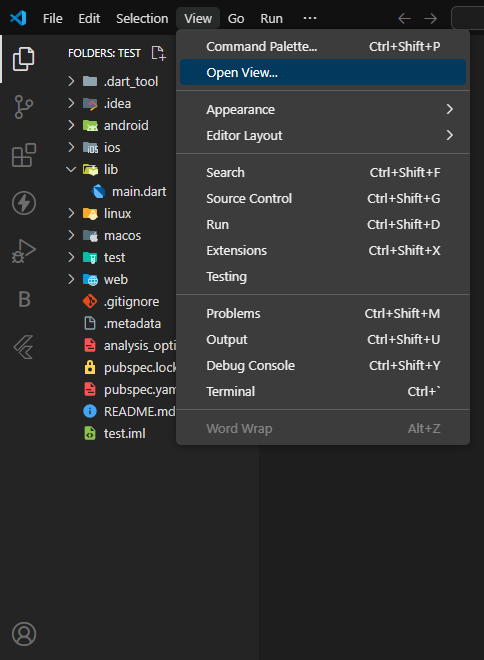 File Edit Selection View Go Run ···
FOLDERS: TEST
.dart_tool
.idea
android
ios
lib
main.dart
linux
macos
test
web
.gitignore
.metadata
analysis_opti
pubspec.lock
pubspec.yam
README.md
test.iml
B
Command Palette... Ctrl+Shift+P
Open View...
Appearance
Editor Layout
Search Ctrl+Shift+F
Source Control Ctrl+Shift+G
Run Ctrl+Shift+D
Extensions Ctrl+Shift+X
Testing
Problems Ctrl+Shift+M
Output Ctrl+Shift+U
Debug Console Ctrl+Shift+Y
Terminal Ctrl+`
Word Wrap Alt+Z